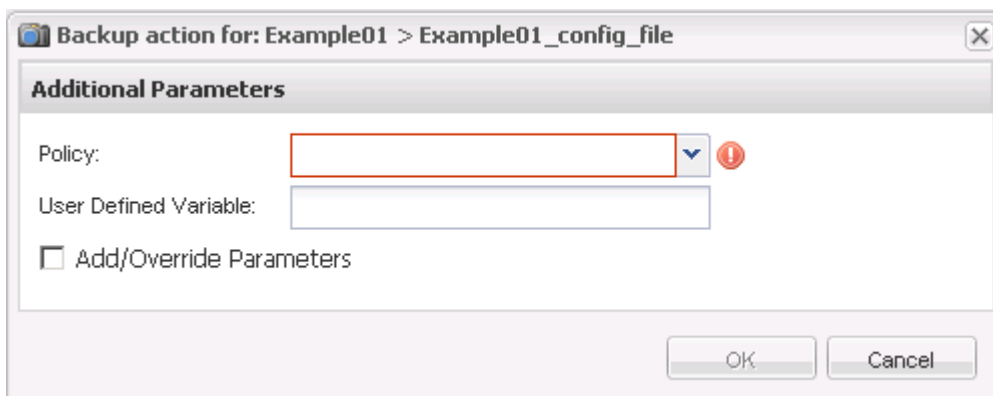 Backup action for: Example01 > Example01_config_file
Additional Parameters
Policy:
User Defined Variable:
Add/Override Parameters
OK
Cancel